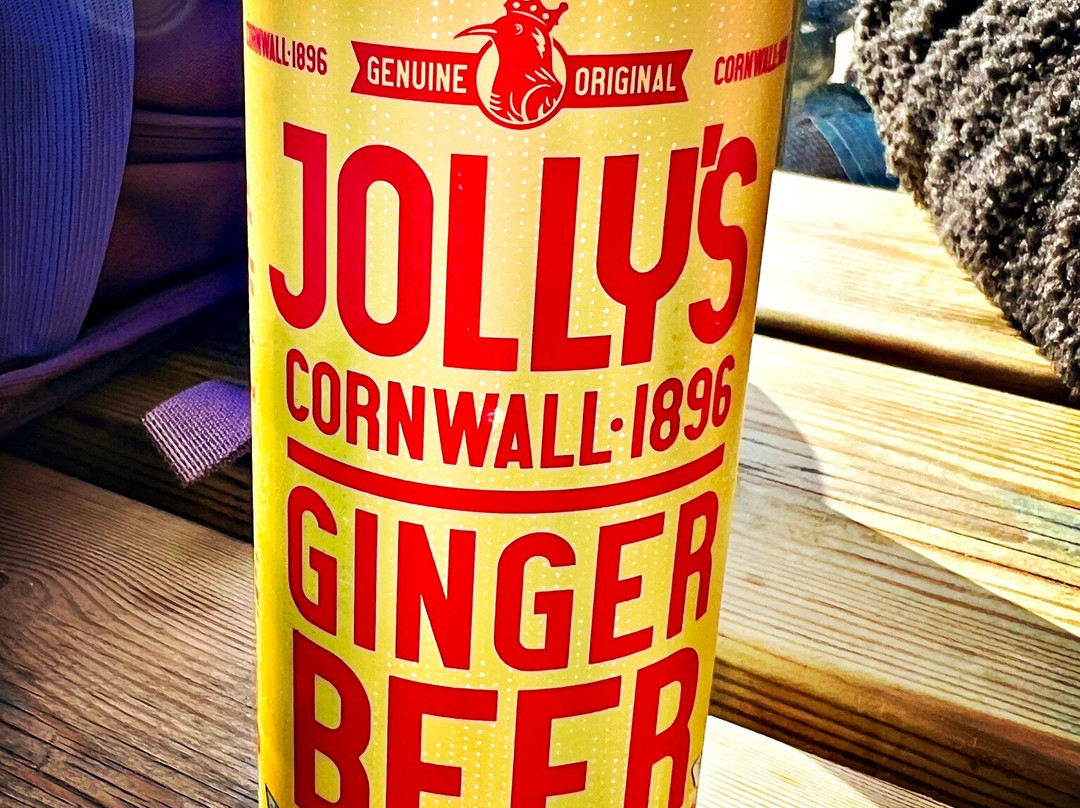 CORNWALL·1896
GENUINE ORIGINAL
CORNWALL
JOLLY'S
CORNWALL·1896
GINGER
BEER